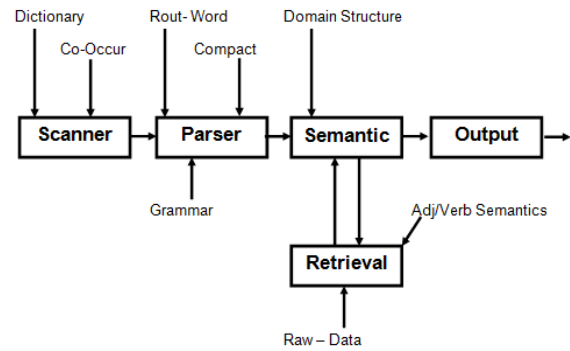 Dictionary
Rout- Word
Domain Structure
Co-Occur
Compact
Scanner
Parser
Semantic
Output
Grammar
Adj/Verb Semantics
Retrieval
Raw – Data